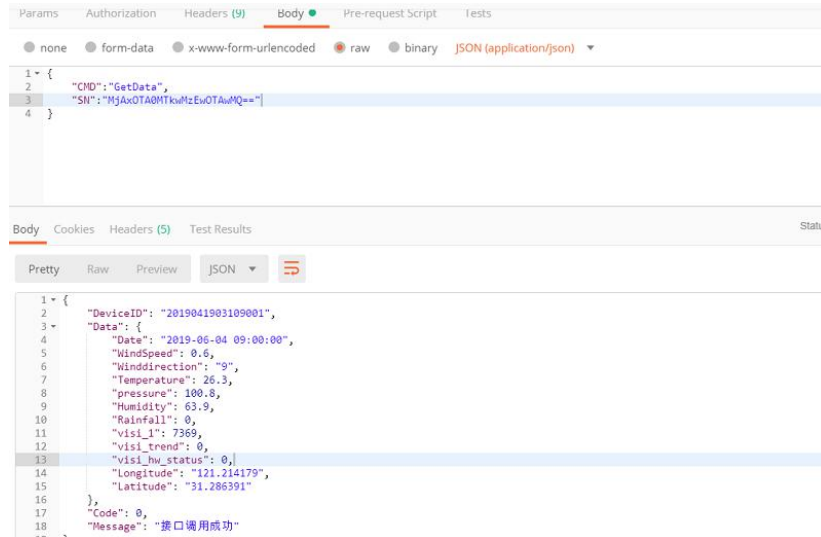 Params Authorization Headers (9) Body Pre-request Script Tests
none form-data x-www-form-urlencoded raw binary JSON (application/json)
1 {
2 "CMD":"GetData",
3 "SN":"MjAxOTA0MTkwMzEwOTAwMQ=="
4 }
Body Cookies Headers (5) Test Results Statu
Pretty Raw Preview JSON
1 {
2 "DeviceID": "2019041903109001",
3 "Data": {
4 "Date": "2019-06-04 09:00:00",
5 "WindSpeed": 0.6,
6 "Winddirection": "9",
7 "Temperature": 26.3,
8 "pressure": 100.8,
9 "Humidity": 63.9,
10 "Rainfall": 0,
11 "visi_1": 7369,
12 "visi_trend": 0,
13 "visi_hw_status": 0,
14 "Longitude": "121.214179",
15 "Latitude": "31.286391"
16 },
17 "Code": 0,
18 "Message": "接口调用成功"